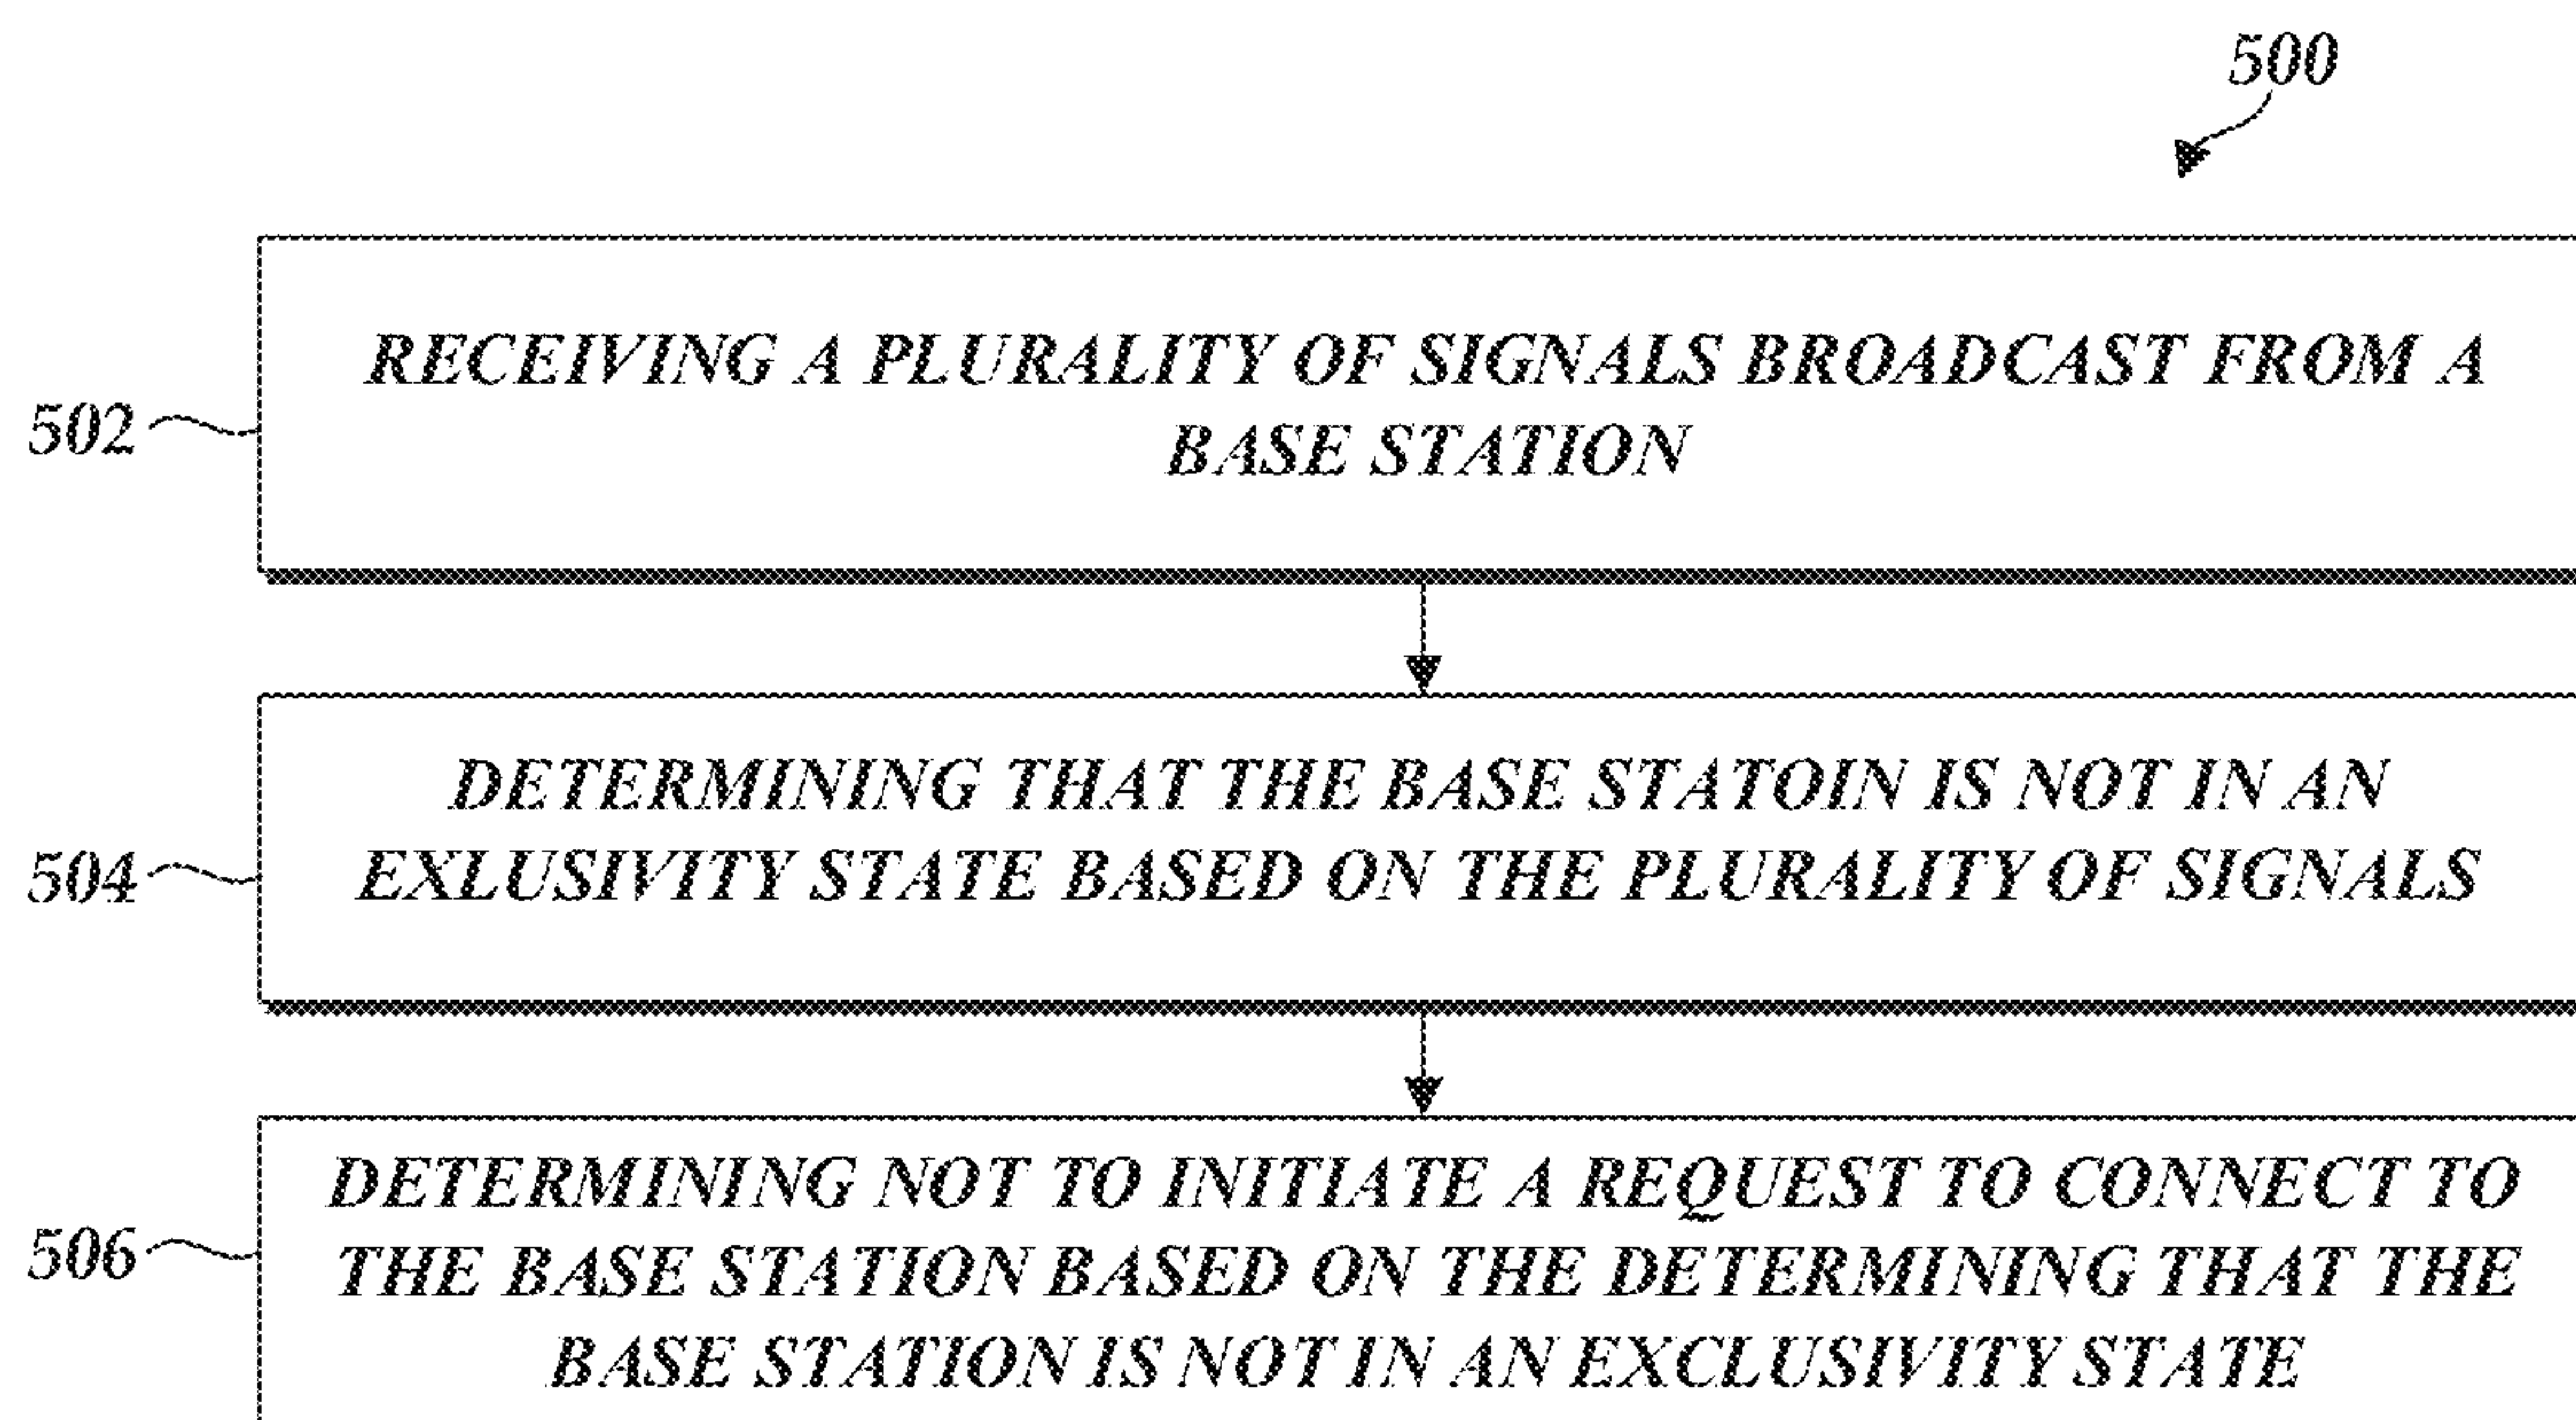 500
RECEIVING A PLURALITY OF SIGNALS BROADCAST FROM A
BASE STATION
502
DETERMINING THAT THE BASE STATOIN IS NOT IN AN
EXLUSIVITY STATE BASED ON THE PLURALITY OF SIGNALS
504
DETERMINING NOT TO INITIATE A REQUEST TO CONNECT TO
THE BASE STATION BASED ON THE DETERMINING THAT THE
BASE STATION IS NOT IN AN EXCLUSIVITY STATE
506